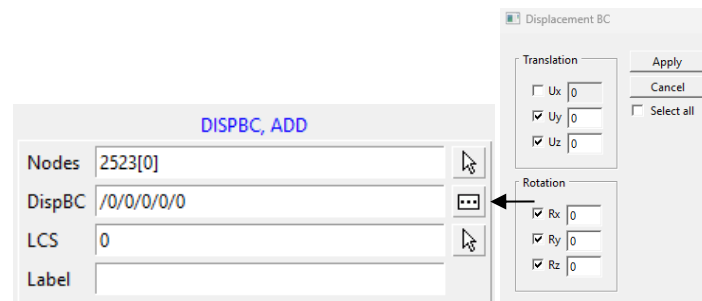 DISPBC, ADD
Nodes 2523[0]
DispBC /0/0/0/0/0
LCS 0
Label
Displacement BC
Translation
Ux 0
Uy 0
Uz 0
Rotation
Rx 0
Ry 0
Rz 0
Apply
Cancel
Select all